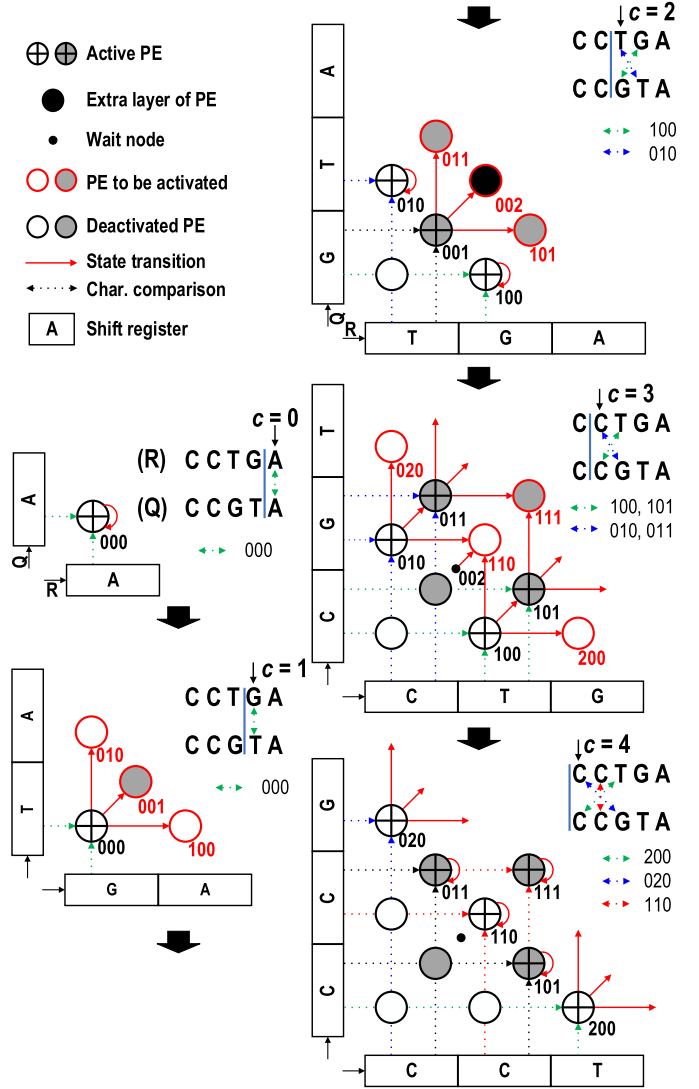 Active PE
Extra layer of PE
Wait node
PE to be activated
Deactivated PE
State transition
Char. comparison
A Shift register
c = 0
(R) C C T G A
(Q) C C G T A
000
A
000
Q
R A
c = 1
C C T G A
C C G T A
000
A
T
010
001
000
100
G A
c = 2
C C T G A
C C G T A
100
010
A
T
G
011
010
002
001
101
100
Q
R T G A
c = 3
C C T G A
C C G T A
100, 101
010, 011
T
G
C
020
011
111
010
110
002
101
100
200
C T G
c = 4
C C T G A
C C G T A
200
020
110
G
C
C
020
011
111
110
101
200
C C T